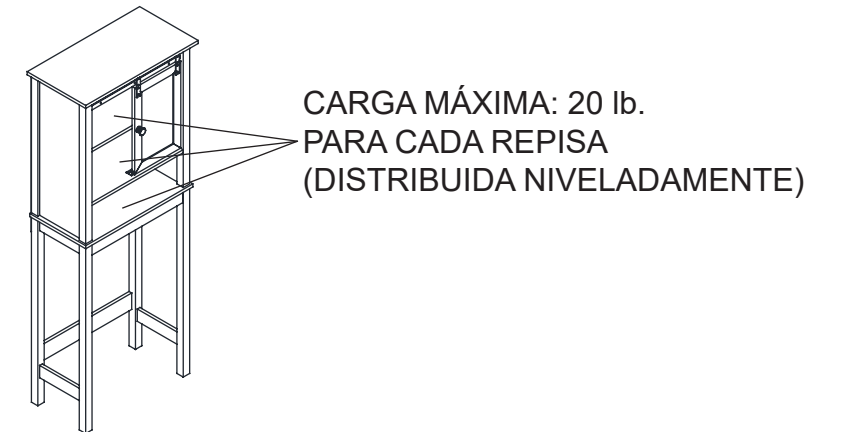 CARGA MÁXIMA: 20 lb.
PARA CADA REPISA
(DISTRIBUIDA NIVELADAMENTE)